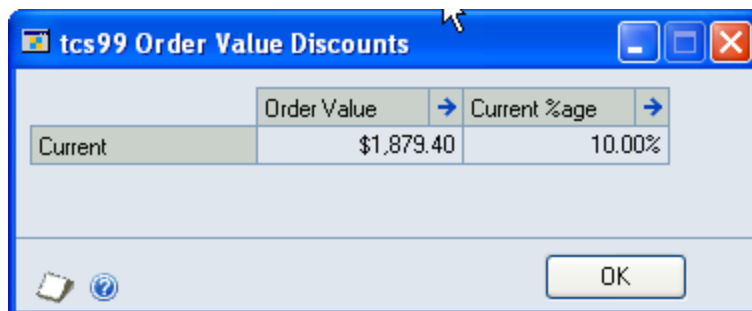 tcs99 Order Value Discounts
Order Value Current %age
Current $1,879.40 10.00%
OK